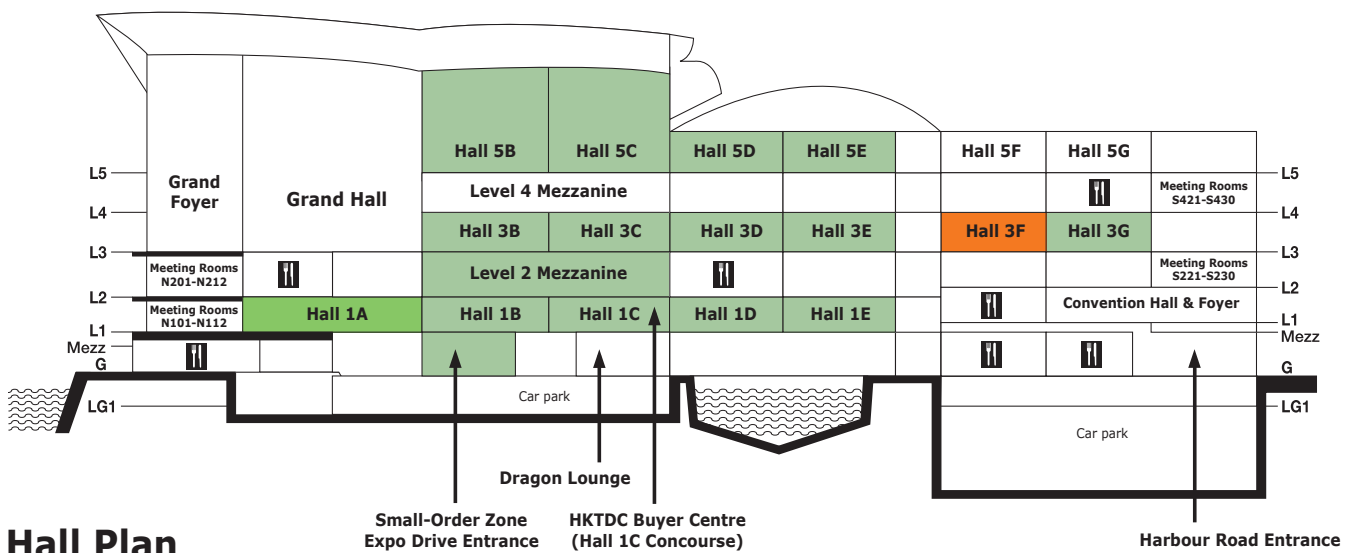 Hall 5B
Hall 5C
Hall 5D
Hall 5E
Hall 5F
Hall 5G
L5
L5
Grand
Foyer
Grand Hall
Level 4 Mezzanine
Meeting Rooms
S421-S430
L4
L4
Hall 3B
Hall 3C
Hall 3D
Hall 3E
Hall 3F
Hall 3G
L3
L3
Meeting Rooms
N201-N212
Level 2 Mezzanine
Meeting Rooms
S221-S230
L2
L2
Meeting Rooms
N101-N112
Hall 1A
Hall 1B
Hall 1C
Hall 1D
Hall 1E
Convention Hall & Foyer
L1
L1
Mezz
Mezz
G
G
LG1
Car park
LG1
Car park
Dragon Lounge
Small-Order Zone
Expo Drive Entrance
HKTDC Buyer Centre
(Hall 1C Concourse)
Harbour Road Entrance
Hall Plan